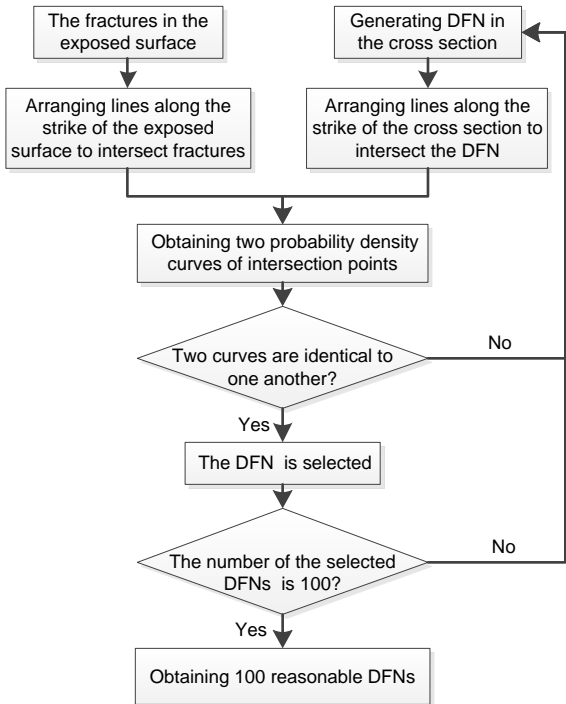 The fractures in the
exposed surface
Generating DFN in
the cross section
Arranging lines along the
strike of the exposed
surface to intersect fractures
Arranging lines along the
strike of the cross section to
intersect the DFN
Obtaining two probability density
curves of intersection points
Two curves are identical to
one another?
No
Yes
The DFN is selected
The number of the selected
DFNs is 100?
No
Yes
Obtaining 100 reasonable DFNs